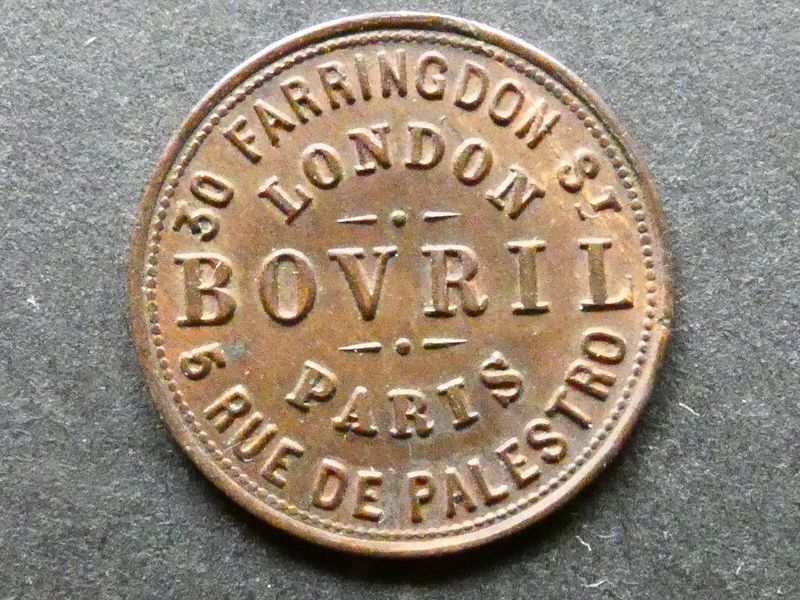 30 FARRINGDON ST
LONDON
BOVRIL
PARIS
5 RUE DE PALESTRO